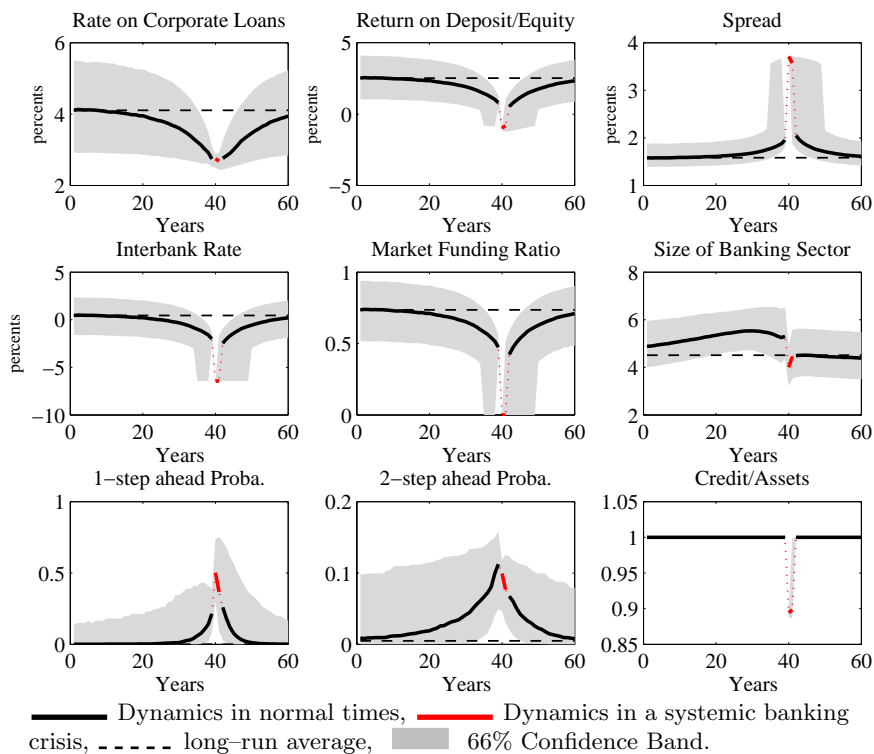 Rate on Corporate Loans
Return on Deposit/Equity
Spread
percents
6
4
2
0 20 40 60
Years
5
0
−5
0 20 40 60
Years
4
3
2
1
0 20 40 60
Years
Interbank Rate
Market Funding Ratio
Size of Banking Sector
percents
5
0
−5
−10
0 20 40 60
Years
1
0.5
0
0 20 40 60
Years
8
6
4
2
0 20 40 60
Years
1−step ahead Proba.
2−step ahead Proba.
Credit/Assets
1
0.5
0
0 20 40 60
Years
0.2
0.1
0
0 20 40 60
Years
1.05
1
0.95
0.9
0.85
0 20 40 60
Years
percents
percents
percents
Dynamics in normal times, Dynamics in a systemic banking
crisis, long–run average, 66% Confidence Band.